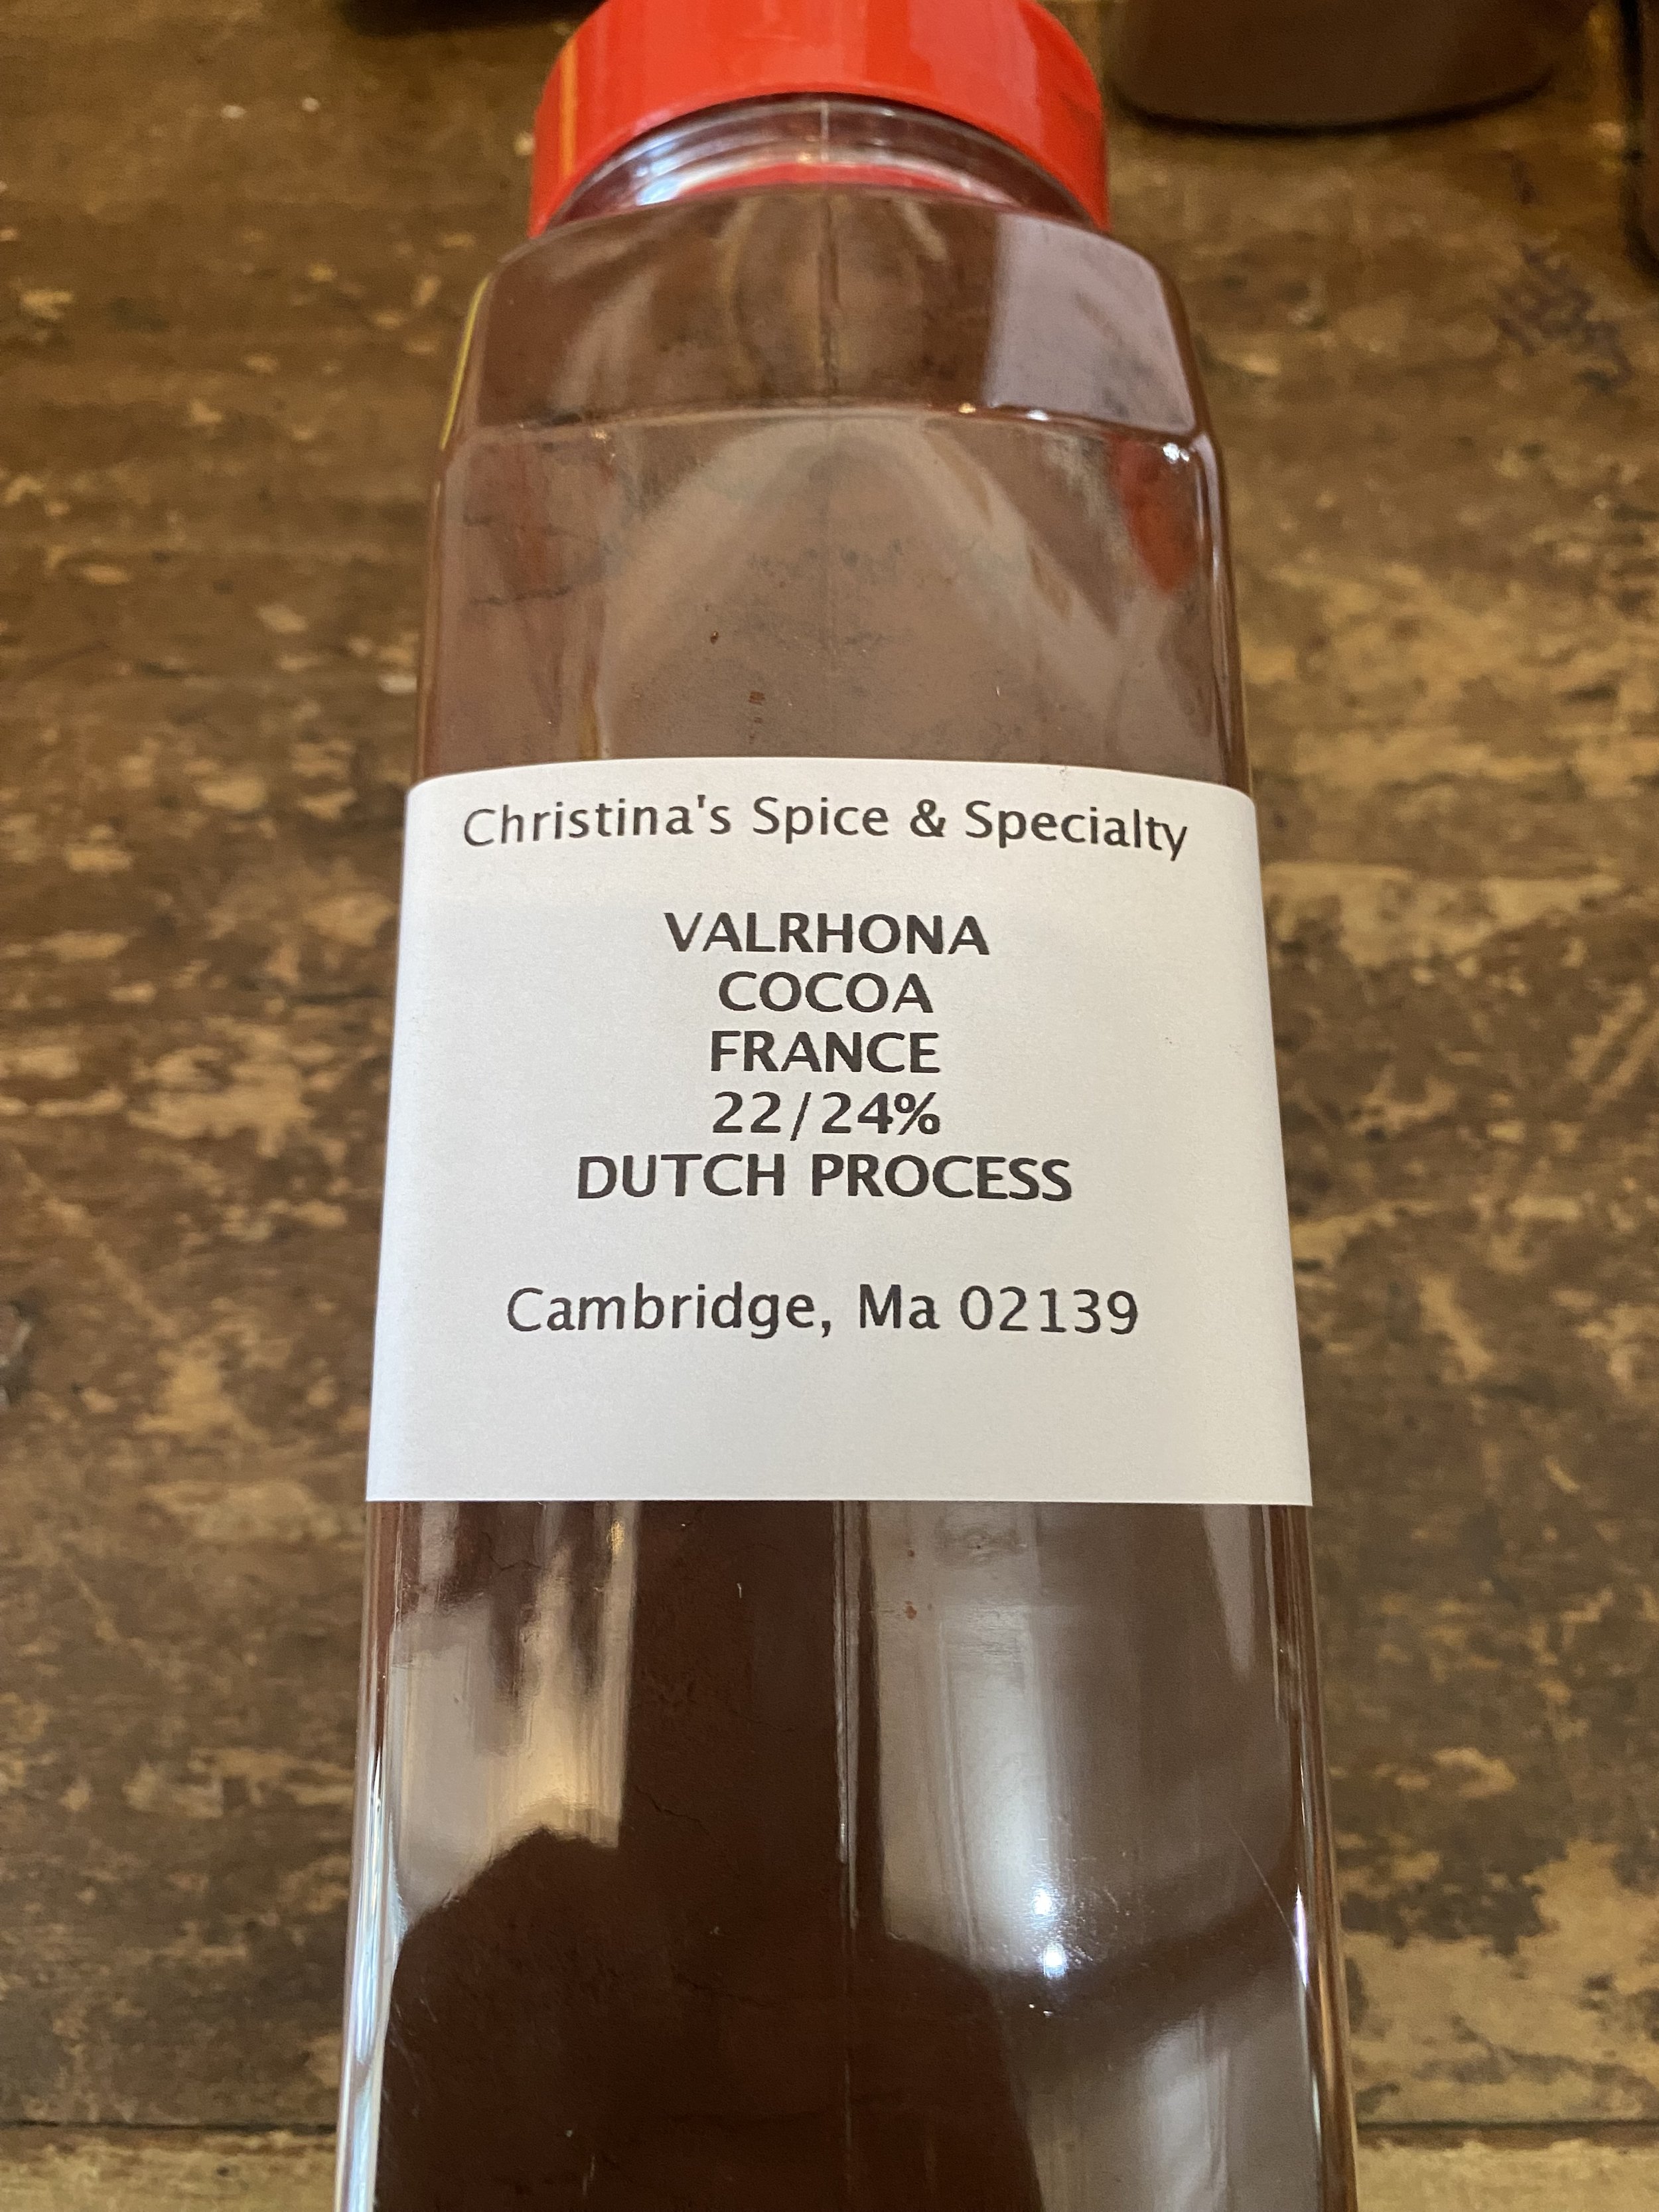 Christina's Spice & Specialty
VALRHONA
COCOA
FRANCE
22/24%
DUTCH PROCESS
Cambridge, Ma 02139